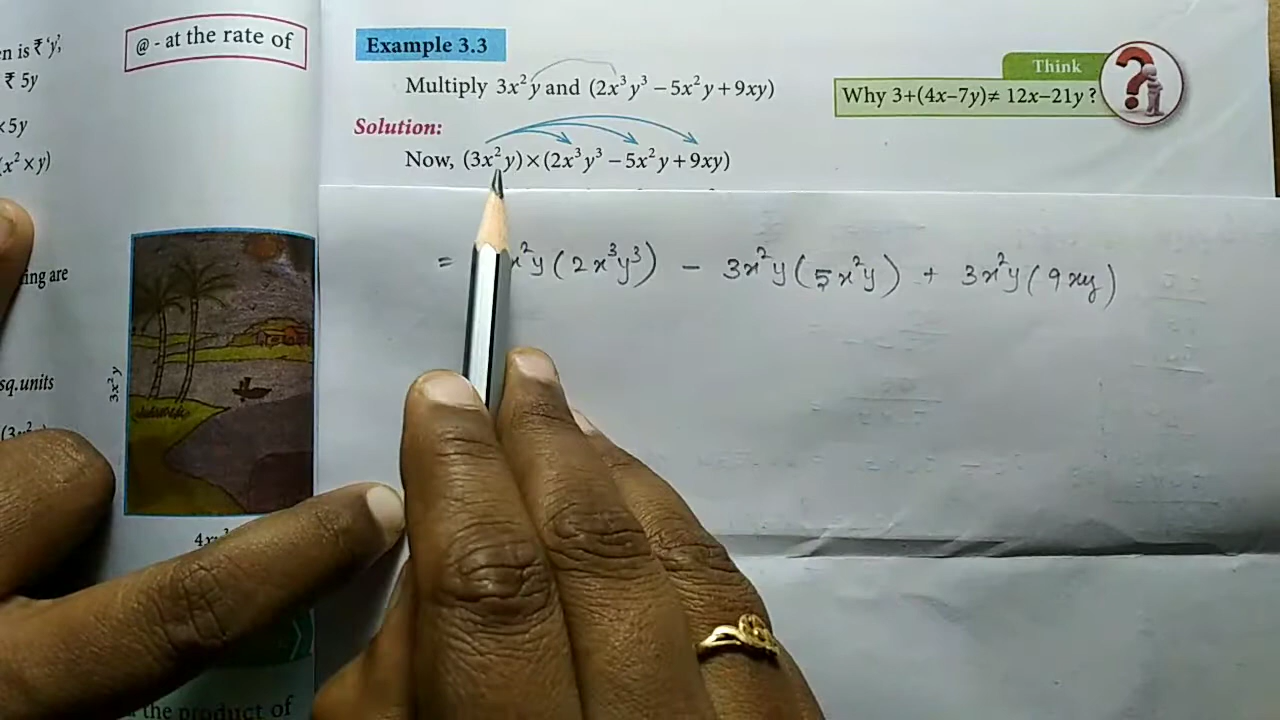 n is ₹ 'y',
₹ 5y
×5y
(x² × y)
ing are
sq.units
3x²y
@ - at the rate of
the product of
Example 3.3
Multiply 3x²y and (2x³y³ – 5x²y + 9xy)
Solution:
Now, (3x²y) × (2x³y³ – 5x²y + 9xy)
= x²y (2x³y³) – 3x²y (5x²y) + 3x²y (9xy)
Think
Why 3+(4x–7y)≠ 12x–21y ?